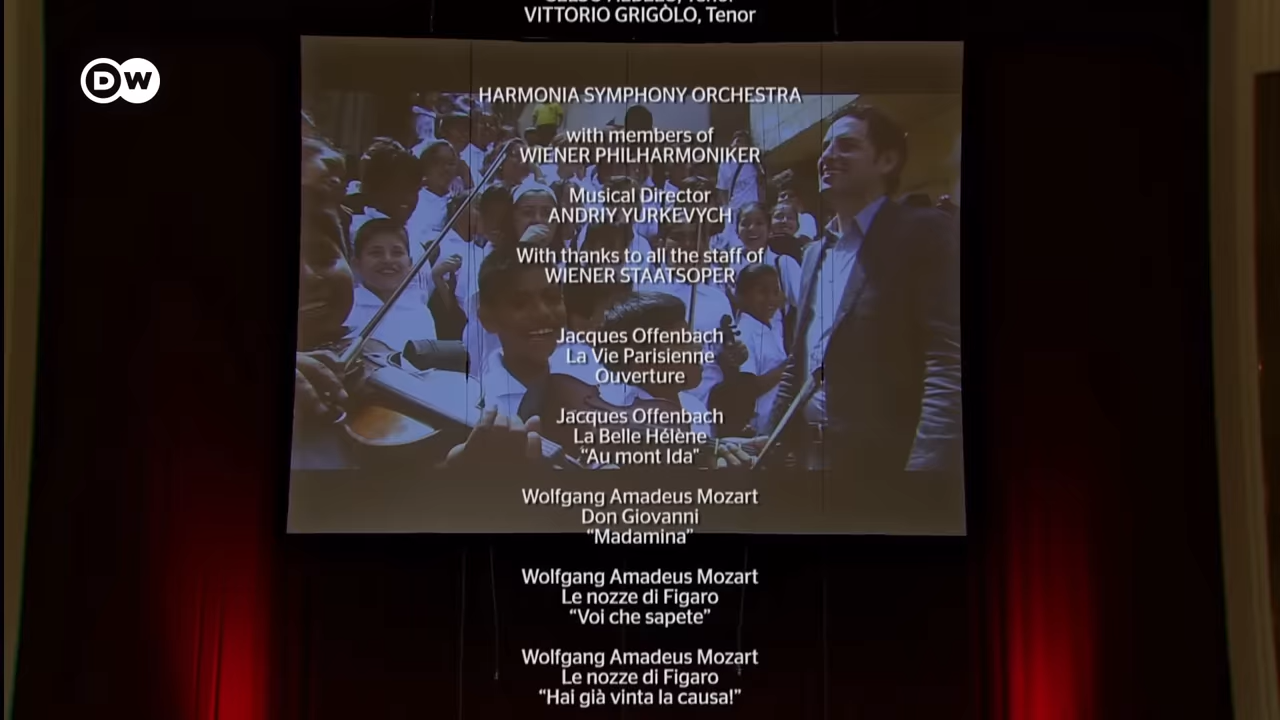 VITTORIO GRIGÒLO, Tenor
DW
HARMONIA SYMPHONY ORCHESTRA
with members of
WIENER PHILHARMONIKER
Musical Director
ANDRIY YURKEVYCH
With thanks to all the staff of
WIENER STAATSOPER
Jacques Offenbach
La Vie Parisienne
Ouverture
Jacques Offenbach
La Belle Hélène
“Au mont Ida”
Wolfgang Amadeus Mozart
Don Giovanni
“Madamina”
Wolfgang Amadeus Mozart
Le nozze di Figaro
“Voi che sapete”
Wolfgang Amadeus Mozart
Le nozze di Figaro
“Hai già vinta la causa!”